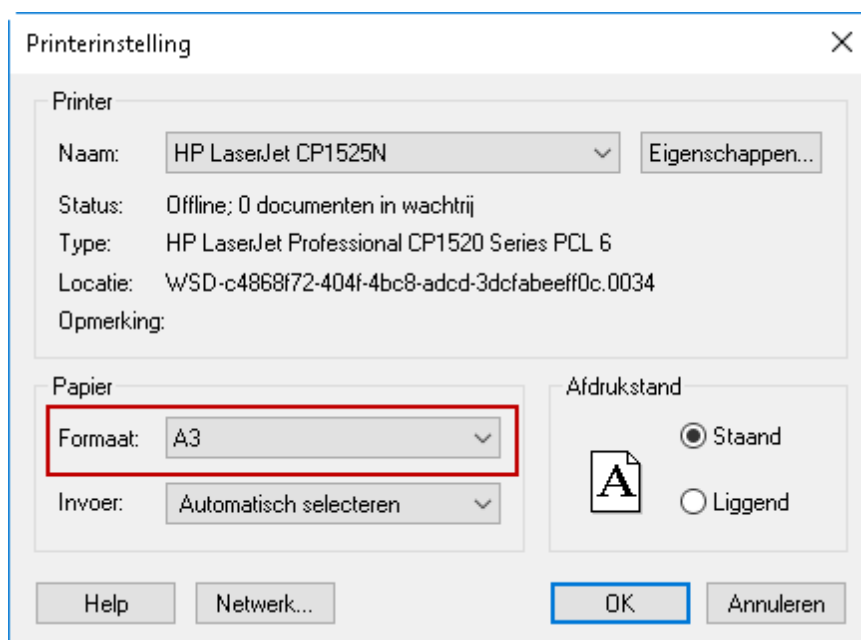 Printerinstelling
Printer
Naam: HP LaserJet CP1525N Eigenschappen...
Status: Offline; 0 documenten in wachtrij
Type: HP LaserJet Professional CP1520 Series PCL 6
Locatie: WSD-c4868f72-404f-4bc8-adcd-3dcfabeeff0c.0034
Opmerking:
Papier
Formaat: A3
Invoer: Automatisch selecteren
Afdrukstand
A
Staand
Liggend
Help Netwerk... OK Annuleren